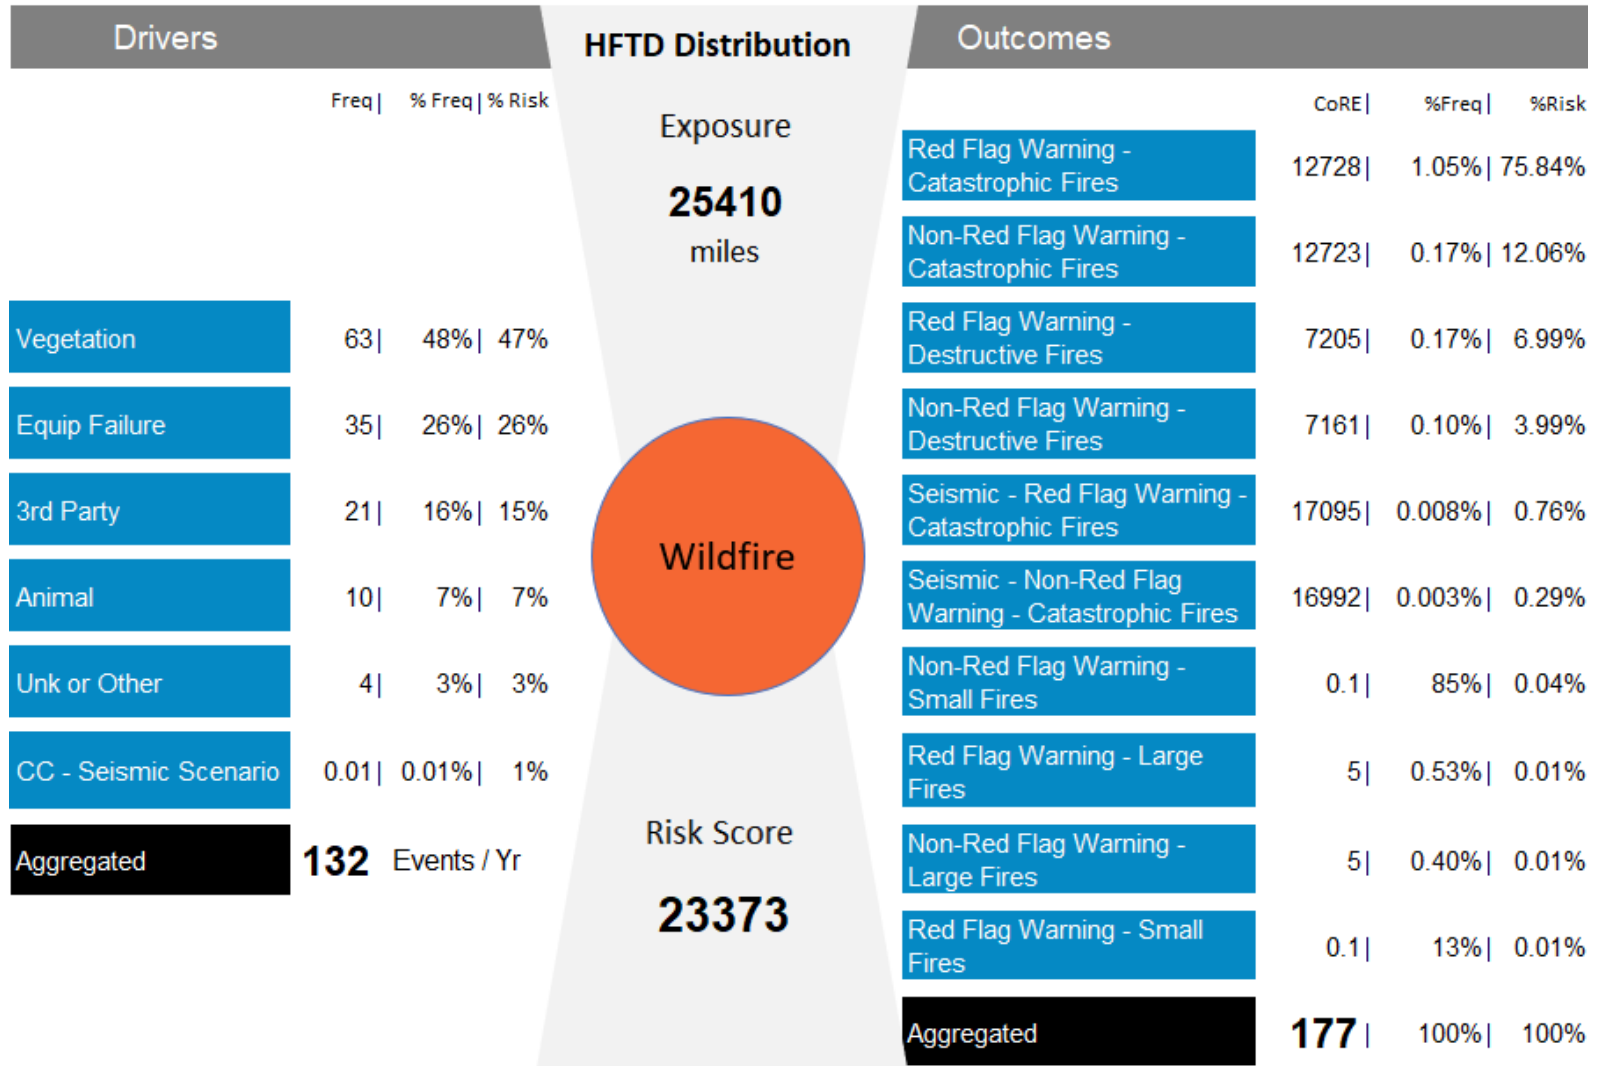 Drivers
HFTD Distribution
Outcomes
Freq| % Freq| % Risk
Exposure
25410
miles
CoRE| %Freq| %Risk
Red Flag Warning -
Catastrophic Fires
12728| 1.05%| 75.84%
Non-Red Flag Warning -
Catastrophic Fires
12723| 0.17%| 12.06%
Vegetation 63| 48%| 47%
Red Flag Warning -
Destructive Fires
7205| 0.17%| 6.99%
Equip Failure 35| 26%| 26%
Non-Red Flag Warning -
Destructive Fires
7161| 0.10%| 3.99%
3rd Party 21| 16%| 15%
Seismic - Red Flag Warning -
Catastrophic Fires
17095| 0.008%| 0.76%
Wildfire
Animal 10| 7%| 7%
Seismic - Non-Red Flag
Warning - Catastrophic Fires
16992| 0.003%| 0.29%
Unk or Other 4| 3%| 3%
Non-Red Flag Warning -
Small Fires
0.1| 85%| 0.04%
CC - Seismic Scenario 0.01| 0.01%| 1%
Red Flag Warning - Large
Fires
5| 0.53%| 0.01%
Aggregated 132 Events / Yr
Risk Score
23373
Non-Red Flag Warning -
Large Fires
5| 0.40%| 0.01%
Red Flag Warning - Small
Fires
0.1| 13%| 0.01%
Aggregated 177| 100%| 100%